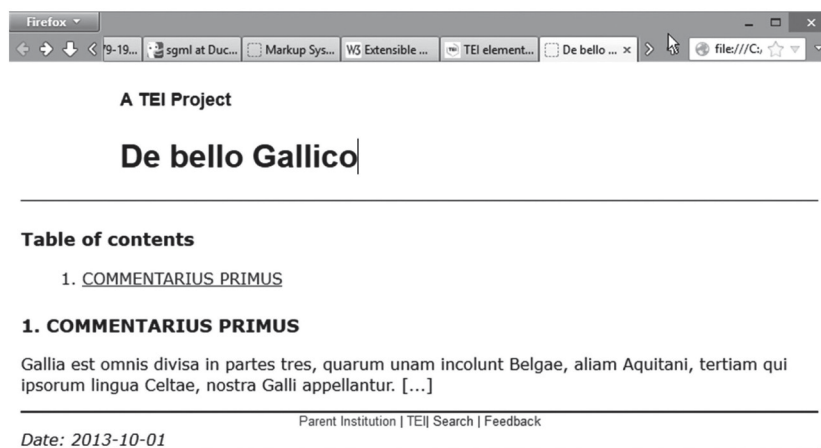 Firefox
'9-19... sgml at Duc... Markup Sys... W3 Extensible ... TEI element... De bello ... × file:///C:/
A TEI Project
De bello Gallico
Table of contents
1. COMMENTARIUS PRIMUS
1. COMMENTARIUS PRIMUS
Gallia est omnis divisa in partes tres, quarum unam incolunt Belgae, aliam Aquitani, tertiam qui
ipsorum lingua Celtae, nostra Galli appellantur. [...]
Parent Institution | TEI| Search | Feedback
Date: 2013-10-01